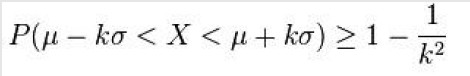 P(μ − kσ < X < μ + kσ) ≥ 1 − 1/k²